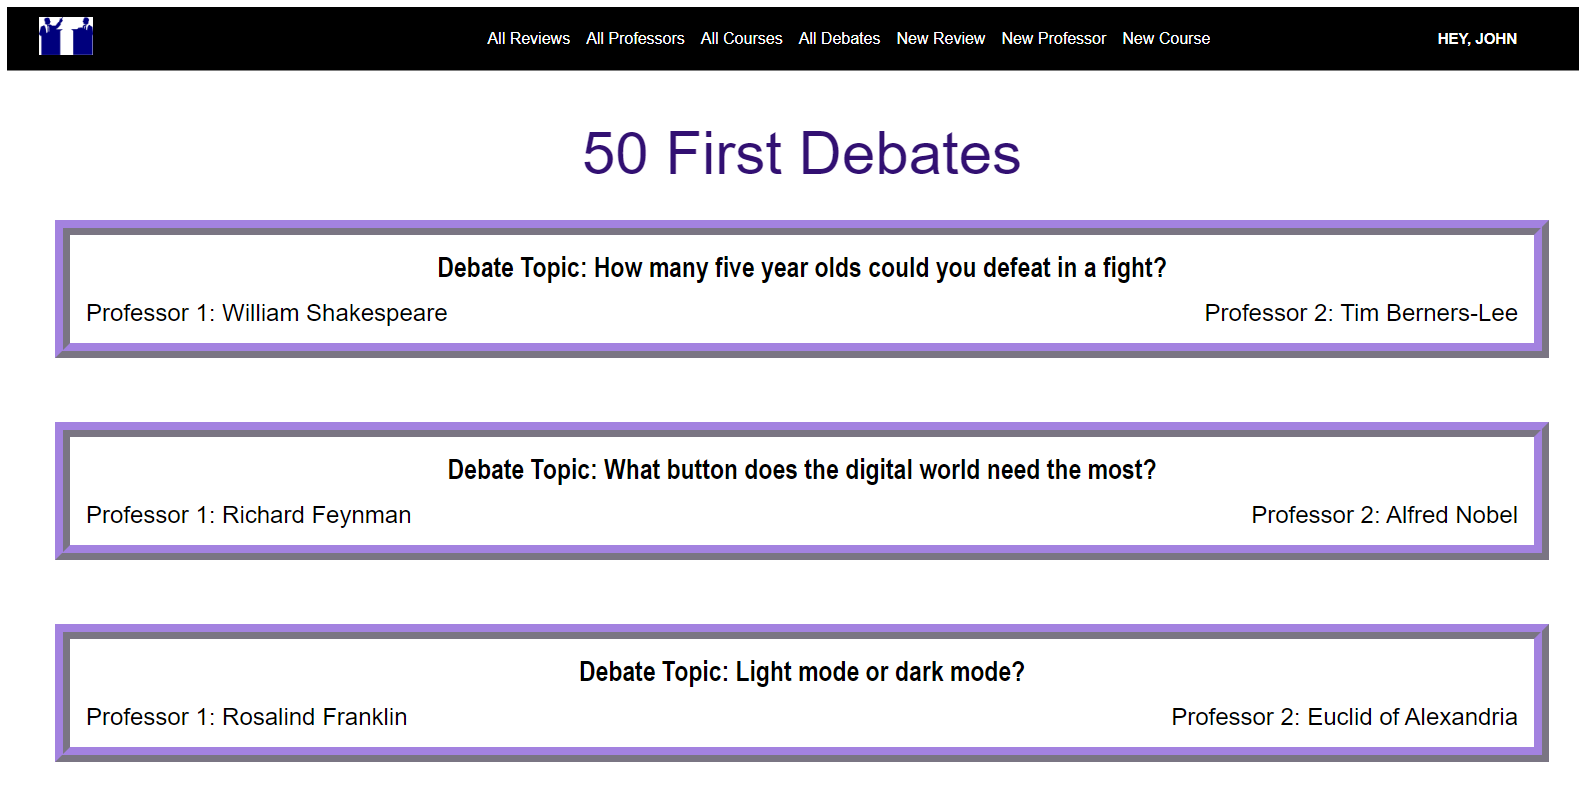 All Reviews All Professors All Courses All Debates New Review New Professor New Course HEY, JOHN
50 First Debates
Debate Topic: How many five year olds could you defeat in a fight?
Professor 1: William Shakespeare Professor 2: Tim Berners-Lee
Debate Topic: What button does the digital world need the most?
Professor 1: Richard Feynman Professor 2: Alfred Nobel
Debate Topic: Light mode or dark mode?
Professor 1: Rosalind Franklin Professor 2: Euclid of Alexandria